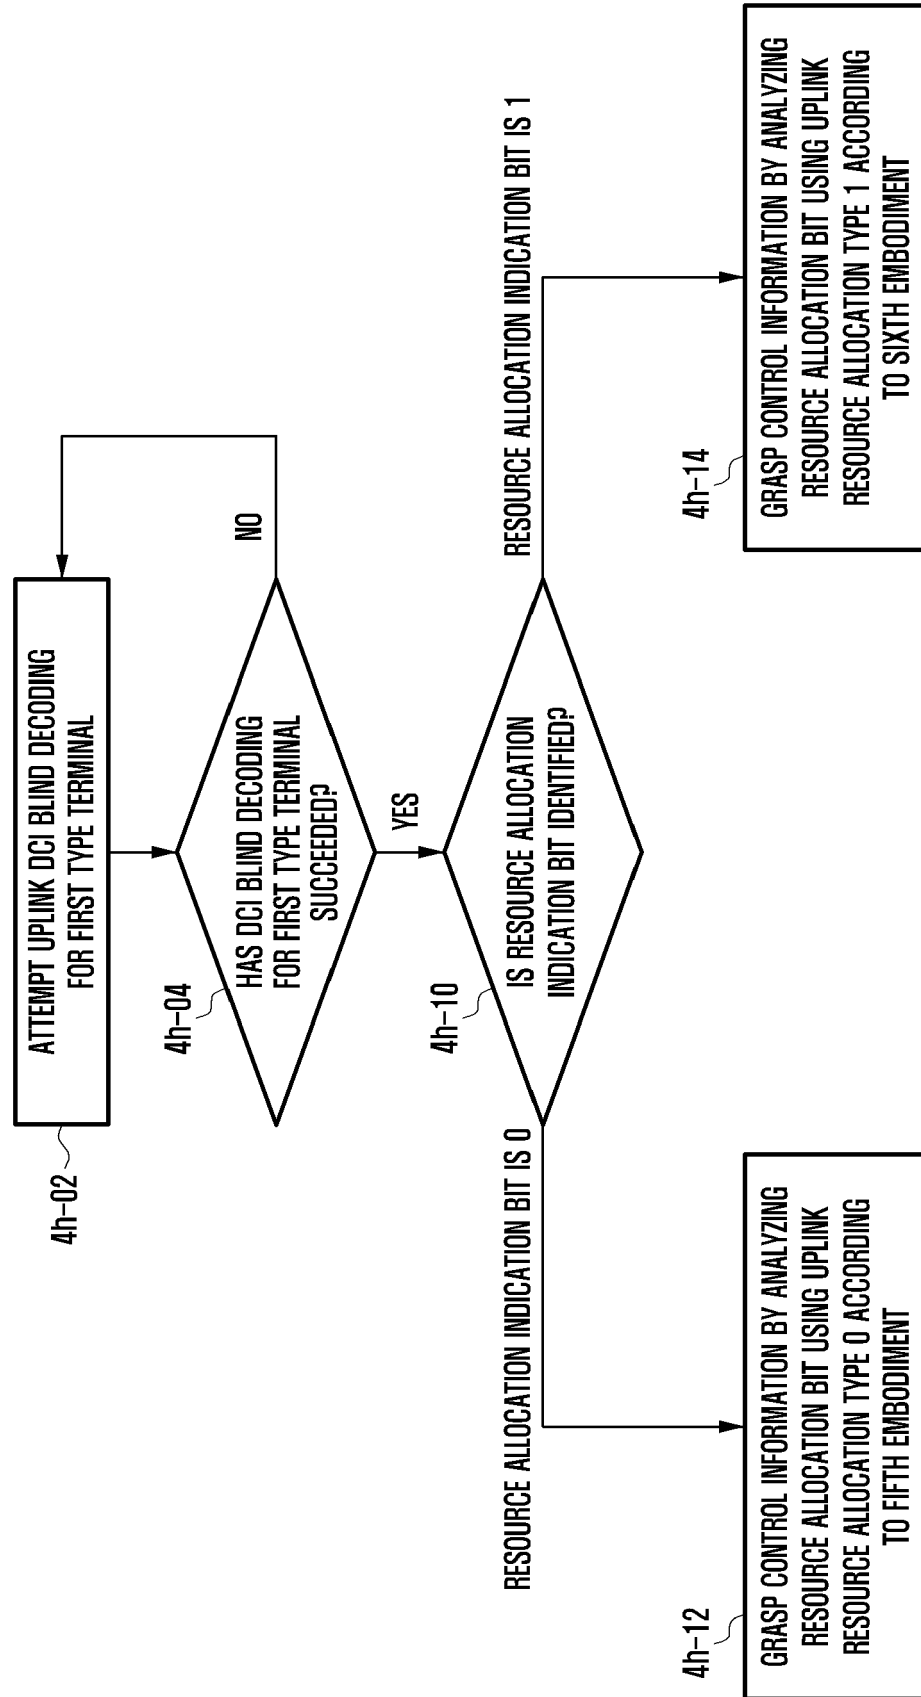 4h-02
ATTEMPT UPLINK DCI BLIND DECODING
FOR FIRST TYPE TERMINAL
4h-04
HAS DCI BLIND DECODING
FOR FIRST TYPE TERMINAL
SUCCEEDED?
NO
YES
4h-10
IS RESOURCE ALLOCATION
INDICATION BIT IDENTIFIED?
RESOURCE ALLOCATION INDICATION BIT IS 0
RESOURCE ALLOCATION INDICATION BIT IS 1
4h-12
GRASP CONTROL INFORMATION BY ANALYZING
RESOURCE ALLOCATION BIT USING UPLINK
RESOURCE ALLOCATION TYPE 0 ACCORDING
TO FIFTH EMBODIMENT
4h-14
GRASP CONTROL INFORMATION BY ANALYZING
RESOURCE ALLOCATION BIT USING UPLINK
RESOURCE ALLOCATION TYPE 1 ACCORDING
TO SIXTH EMBODIMENT